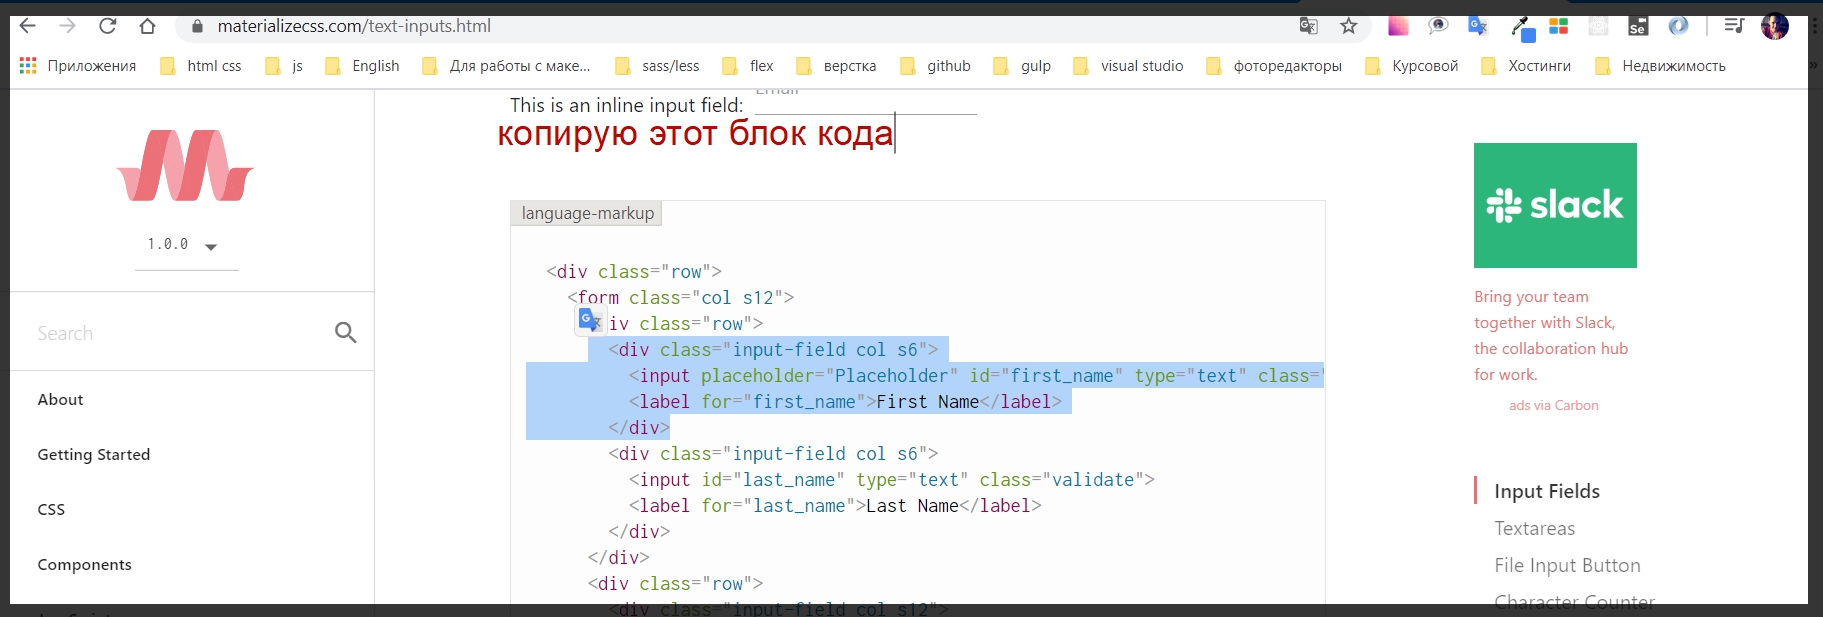 materializecss.com/text-inputs.html
Приложения html css js English Для работы с маке... sass/less flex верстка github gulp visual studio фоторедакторы Курсовой Хостинги Недвижимость »
1.0.0
Search
About
Getting Started
CSS
Components
This is an inline input field: Email
копирую этот блок кода
language-markup
<div class="row">
<form class="col s12">
iv class="row">
<div class="input-field col s6">
<input placeholder="Placeholder" id="first_name" type="text" class="
<label for="first_name">First Name</label>
</div>
<div class="input-field col s6">
<input id="last_name" type="text" class="validate">
<label for="last_name">Last Name</label>
</div>
</div>
<div class="row">
<div class="input-field col s12">
slack
Bring your team
together with Slack,
the collaboration hub
for work.
ads via Carbon
Input Fields
Textareas
File Input Button
Character Counter